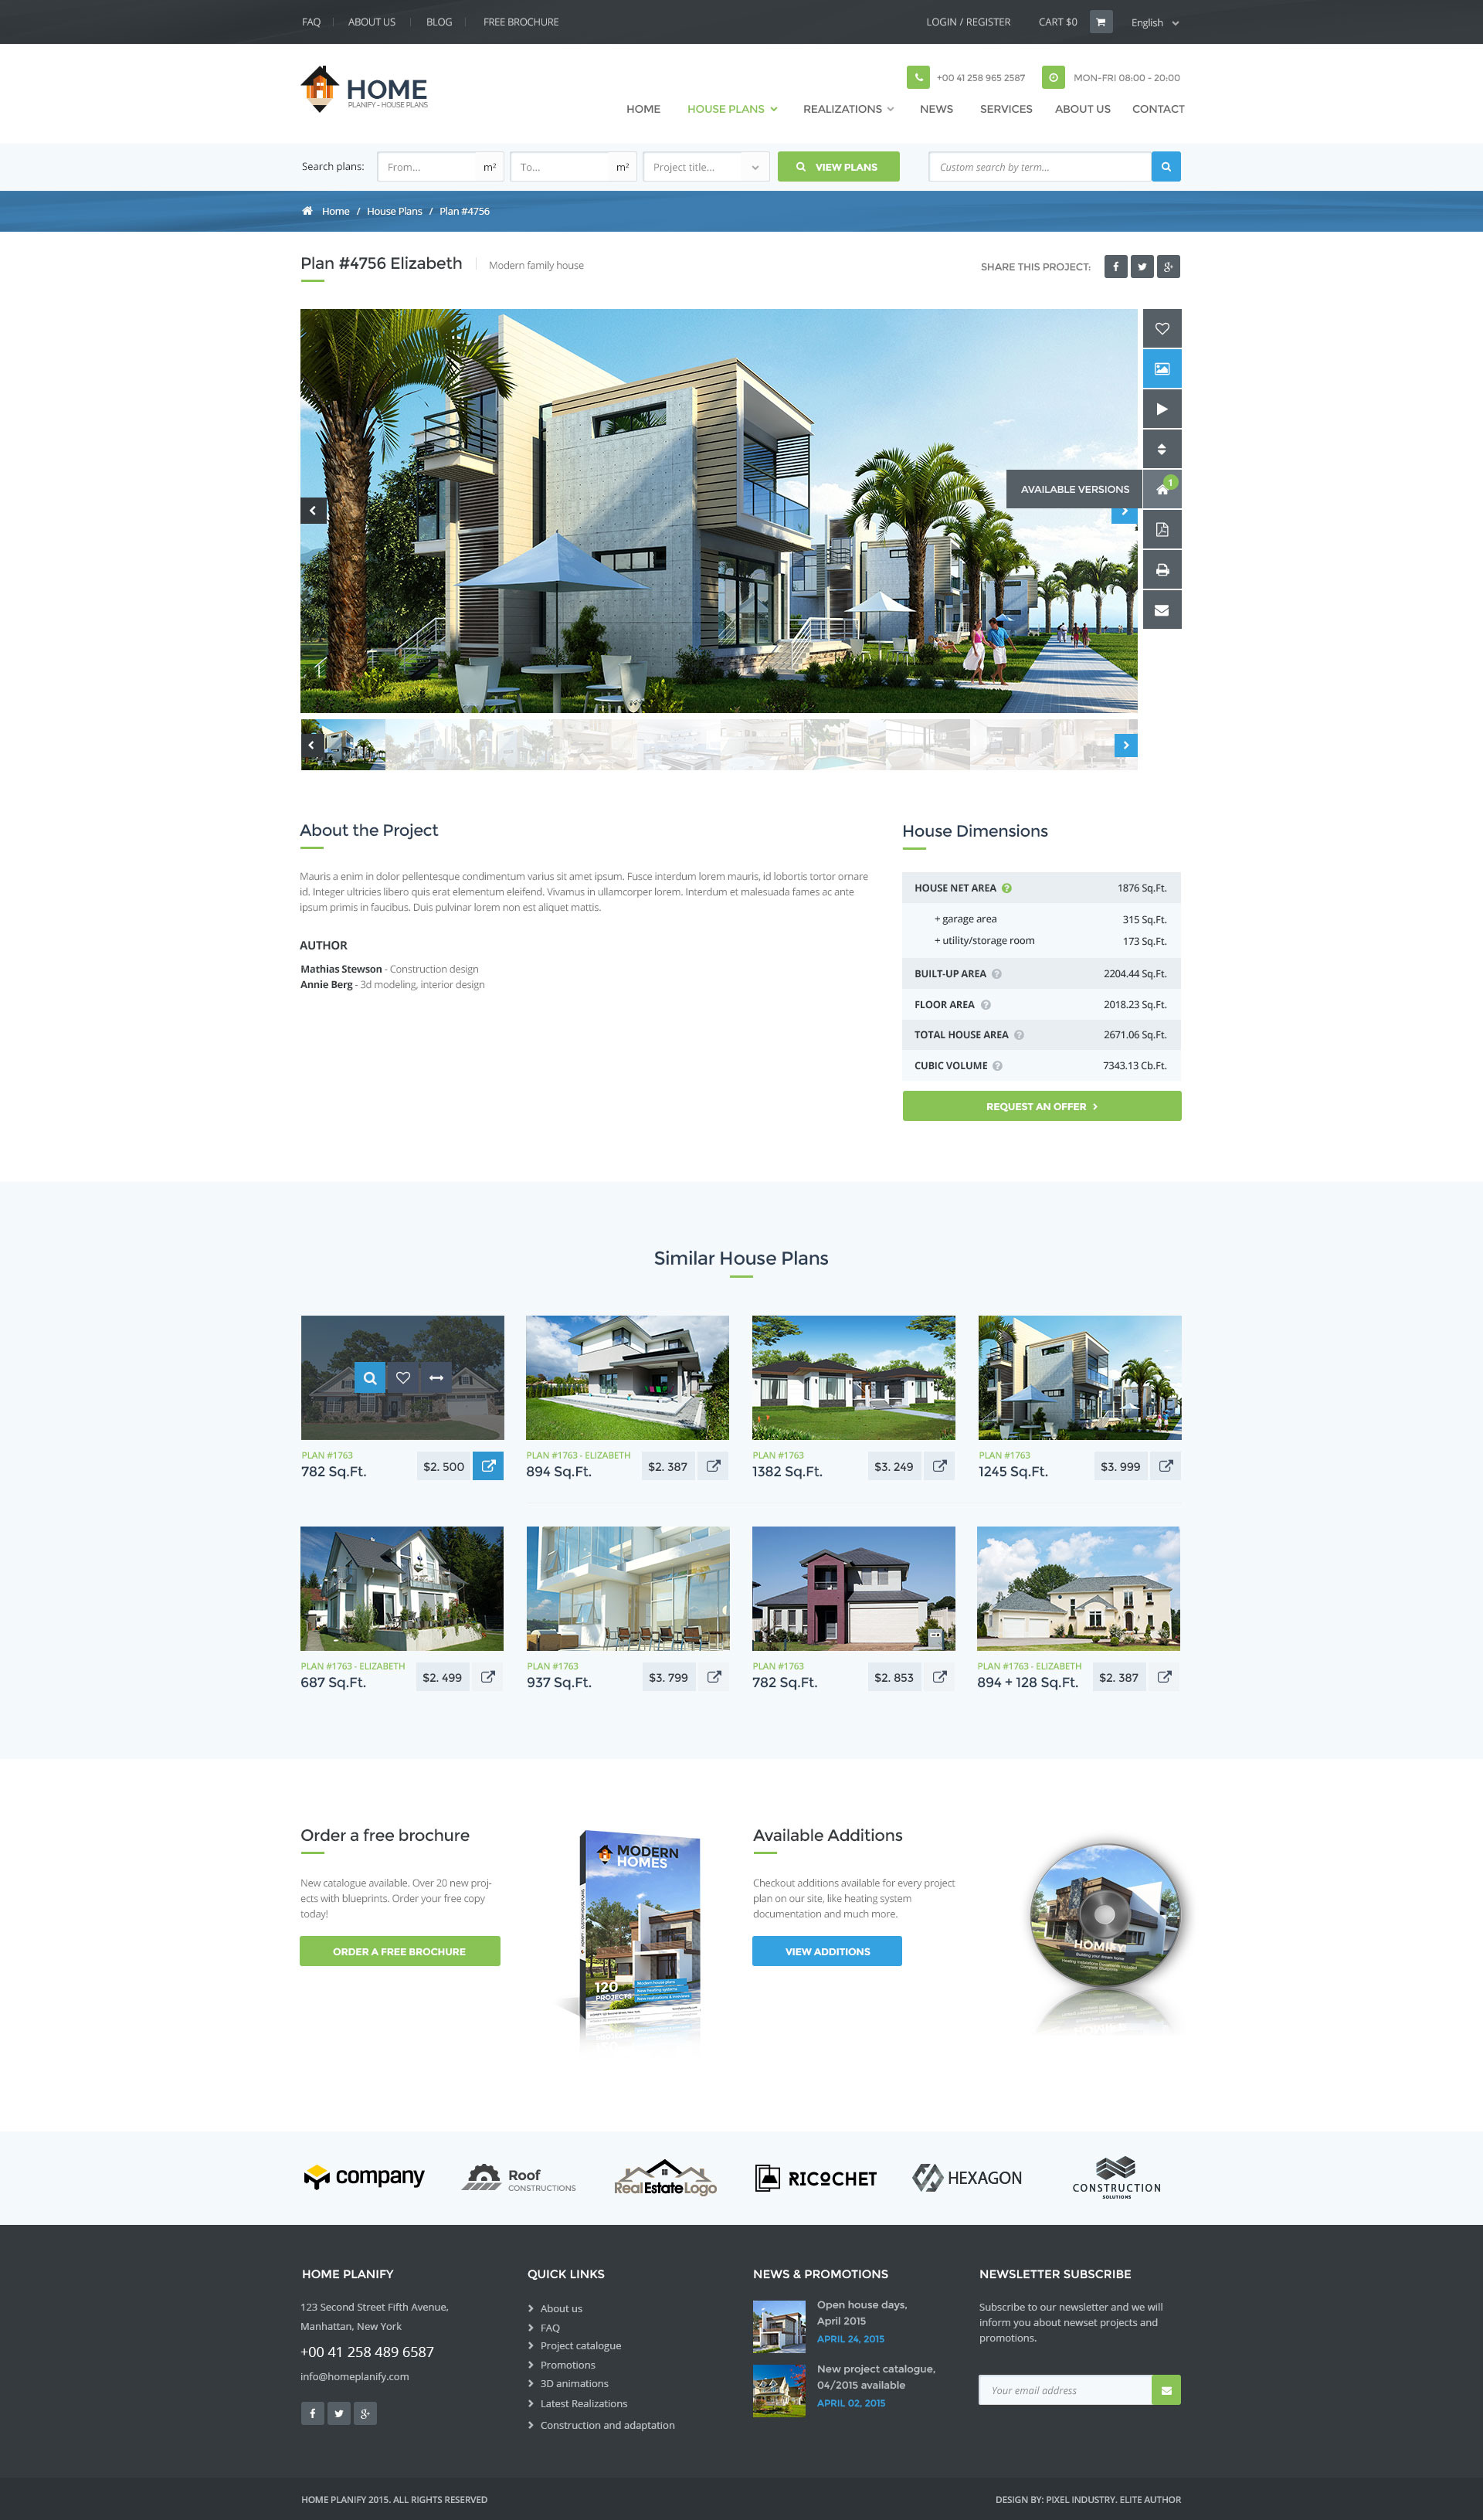 FAQ ABOUT US BLOG FREE BROCHURE LOGIN / REGISTER CART $0 English
HOME
PLANIFY - HOUSE PLANS
+00 41 258 965 2587 MON-FRI 08:00 - 20:00
HOME HOUSE PLANS REALIZATIONS NEWS SERVICES ABOUT US CONTACT
Search plans: From... m² To... m² Project title... VIEW PLANS Custom search by term...
Home / House Plans / Plan #4756
Plan #4756 Elizabeth Modern family house SHARE THIS PROJECT:
AVAILABLE VERSIONS 1
About the Project
Mauris a enim in dolor pellentesque condimentum varius sit amet ipsum. Fusce interdum lorem mauris, id lobortis tortor ornare
id. Integer ultricies libero quis erat elementum eleifend. Vivamus in ullamcorper lorem. Interdum et malesuada fames ac ante
ipsum primis in faucibus. Duis pulvinar lorem non est aliquet mattis.
AUTHOR
Mathias Stewson - Construction design
Annie Berg - 3d modeling, interior design
House Dimensions
HOUSE NET AREA ? 1876 Sq.Ft.
+ garage area 315 Sq.Ft.
+ utility/storage room 173 Sq.Ft.
BUILT-UP AREA ? 2204.44 Sq.Ft.
FLOOR AREA ? 2018.23 Sq.Ft.
TOTAL HOUSE AREA ? 2671.06 Sq.Ft.
CUBIC VOLUME ? 7343.13 Cb.Ft.
REQUEST AN OFFER
Similar House Plans
PLAN #1763
782 Sq.Ft. $2. 500
PLAN #1763 - ELIZABETH
894 Sq.Ft. $2. 387
PLAN #1763
1382 Sq.Ft. $3. 249
PLAN #1763
1245 Sq.Ft. $3. 999
PLAN #1763 - ELIZABETH
687 Sq.Ft. $2. 499
PLAN #1763
937 Sq.Ft. $3. 799
PLAN #1763
782 Sq.Ft. $2. 853
PLAN #1763 - ELIZABETH
894 + 128 Sq.Ft. $2. 387
Order a free brochure
New catalogue available. Over 20 new proj-
ects with blueprints. Order your free copy
today!
ORDER A FREE BROCHURE
MODERN
HOMES
120
PROJECTS
Modern house plans
New heating systems
Available Additions
Checkout additions available for every project
plan on our site, like heating system
documentation and much more.
VIEW ADDITIONS
HOMIFY
Building your dream home
company
Roof
CONSTRUCTIONS
RealEstateLogo
RICOCHET
HEXAGON
CONSTRUCTION
SOLUTIONS
HOME PLANIFY
123 Second Street Fifth Avenue,
Manhattan, New York
+00 41 258 489 6587
info@homeplanify.com
QUICK LINKS
About us
FAQ
Project catalogue
Promotions
3D animations
Latest Realizations
Construction and adaptation
NEWS & PROMOTIONS
Open house days,
April 2015
APRIL 24, 2015
New project catalogue,
04/2015 available
APRIL 02, 2015
NEWSLETTER SUBSCRIBE
Subscribe to our newsletter and we will
inform you about newset projects and
promotions.
Your email address
HOME PLANIFY 2015. ALL RIGHTS RESERVED DESIGN BY: PIXEL INDUSTRY. ELITE AUTHOR